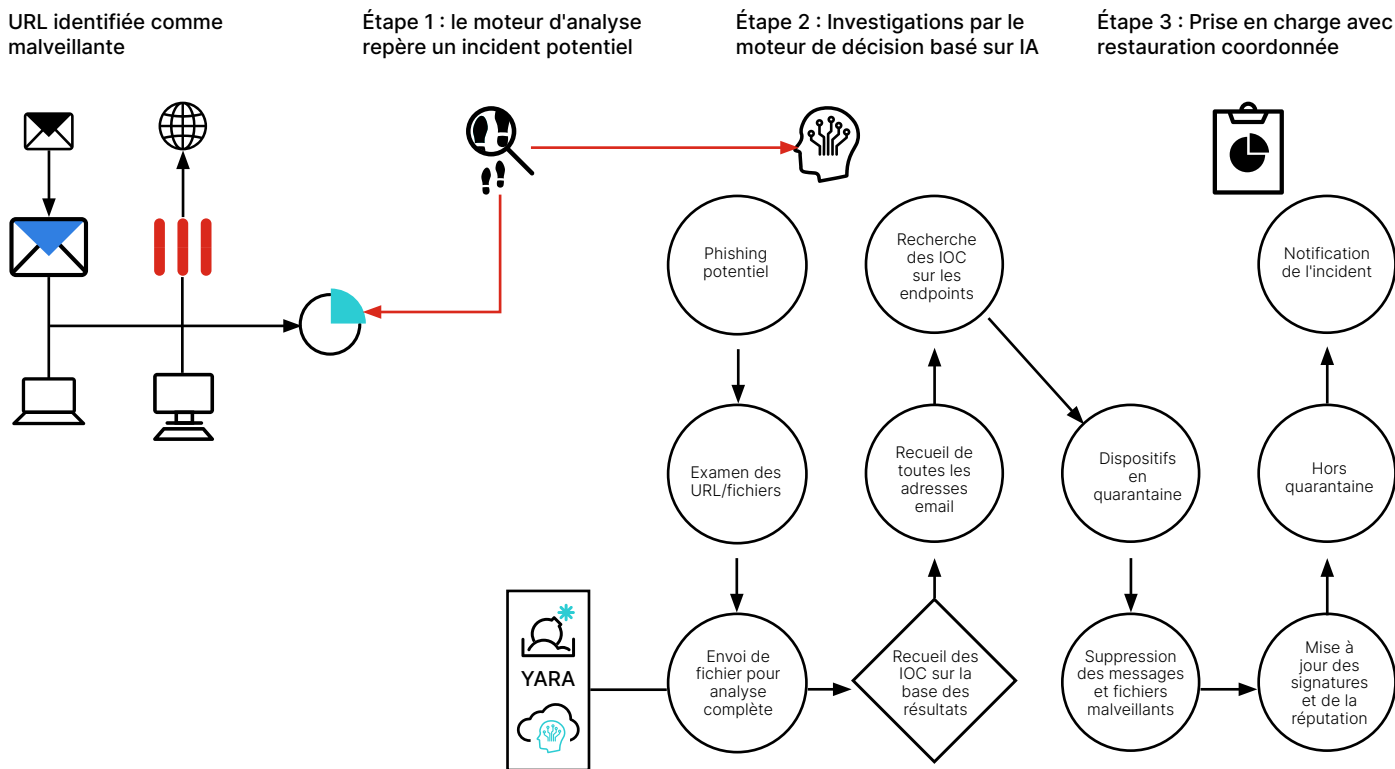 URL identifiée comme
malveillante
Étape 1 : le moteur d'analyse
repère un incident potentiel
Étape 2 : Investigations par le
moteur de décision basé sur IA
Étape 3 : Prise en charge avec
restauration coordonnée
Phishing
potentiel
Recherche
des IOC
sur les
endpoints
Notification
de l'incident
Examen des
URL/fichiers
Recueil de
toutes les
adresses
email
Dispositifs
en
quarantaine
Hors
quarantaine
YARA
Envoi de
fichier pour
analyse
complète
Recueil des
IOC sur la
base des
résultats
Suppression
des messages
et fichiers
malveillants
Mise à
jour des
signatures
et de la
réputation